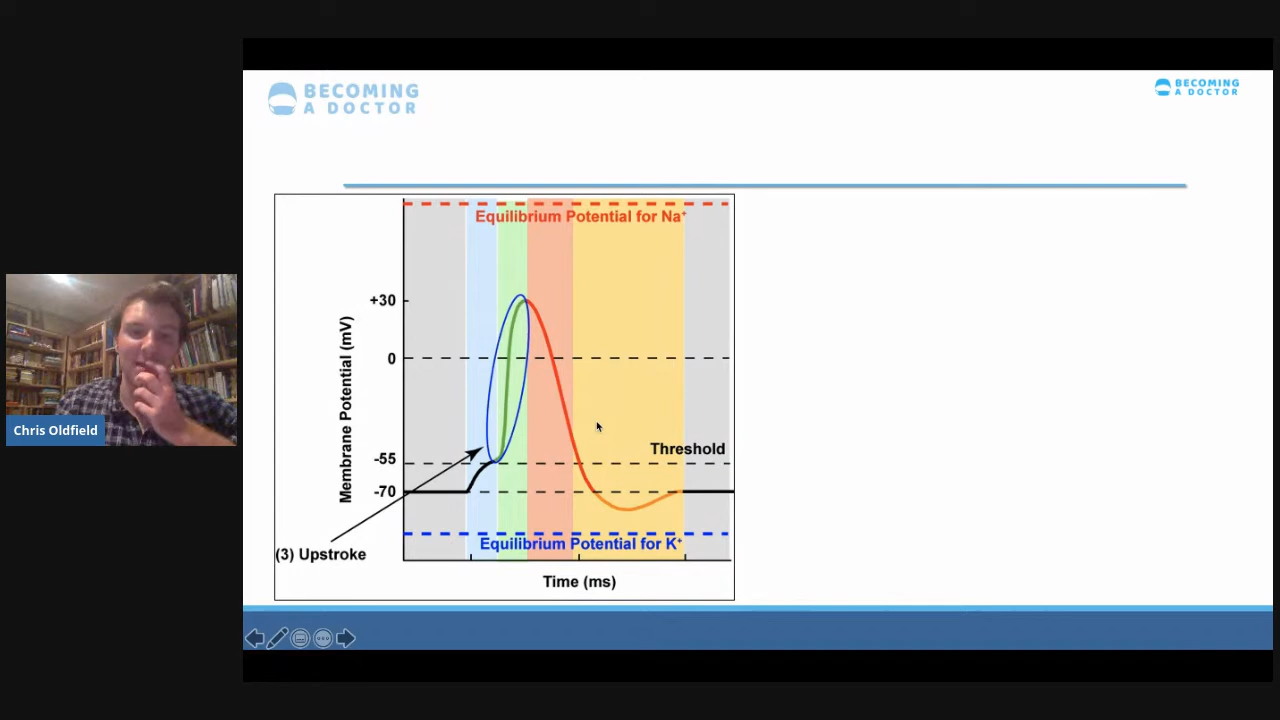 BECOMING
A DOCTOR
BECOMING
A DOCTOR
Equilibrium Potential for Na⁺
+30
0
-55
-70
Membrane Potential (mV)
Threshold
Equilibrium Potential for K⁺
(3) Upstroke
Time (ms)
Chris Oldfield